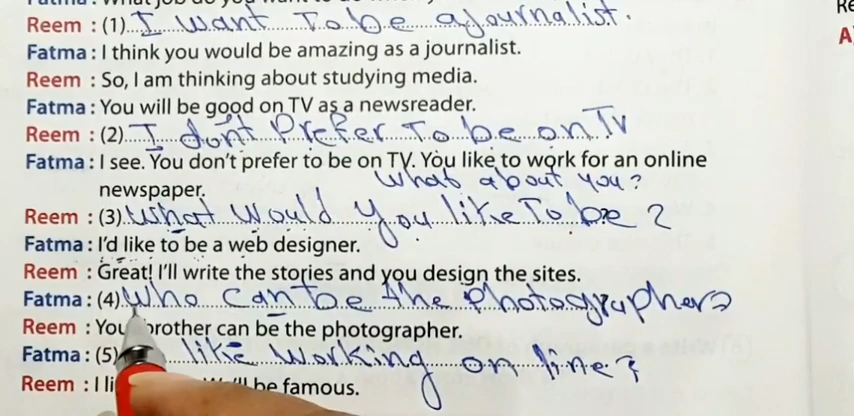 Reem : (1) I want To be a Journalist.
Fatma : I think you would be amazing as a journalist.
Reem : So, I am thinking about studying media.
Fatma : You will be good on TV as a newsreader.
Reem : (2) I don't Prefer To be on TV
Fatma : I see. You don't prefer to be on TV. You like to work for an online
newspaper.
What about you?
Reem : (3) What Would you like To be?
Fatma : I'd like to be a web designer.
Reem : Great! I'll write the stories and you design the sites.
Fatma : (4) Who can be the Photographer?
Reem : brother can be the photographer.
Fatma : (5) like working on line?
Reem : I be famous.
Re
A